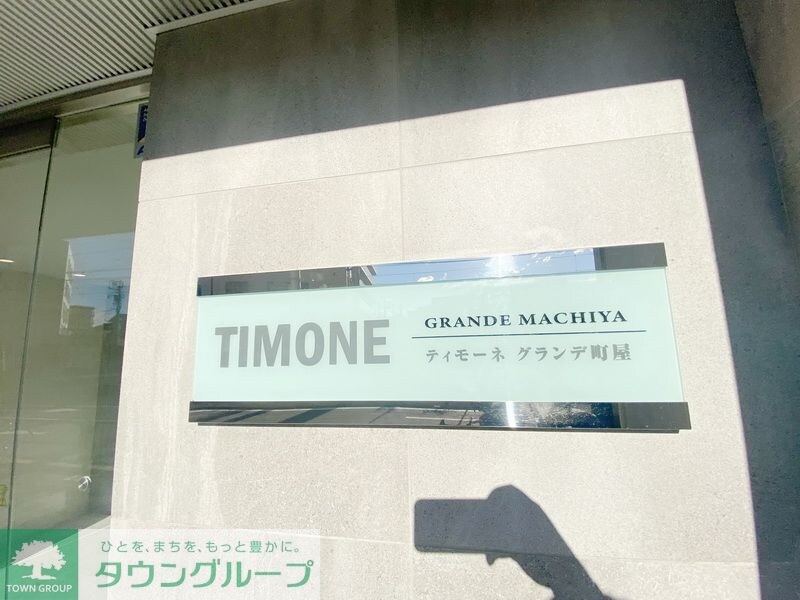 TIMONE
GRANDE MACHIYA
ティモーネ グランデ町屋
ひとを、まちを、もっと豊かに。
タウングループ
TOWN GROUP